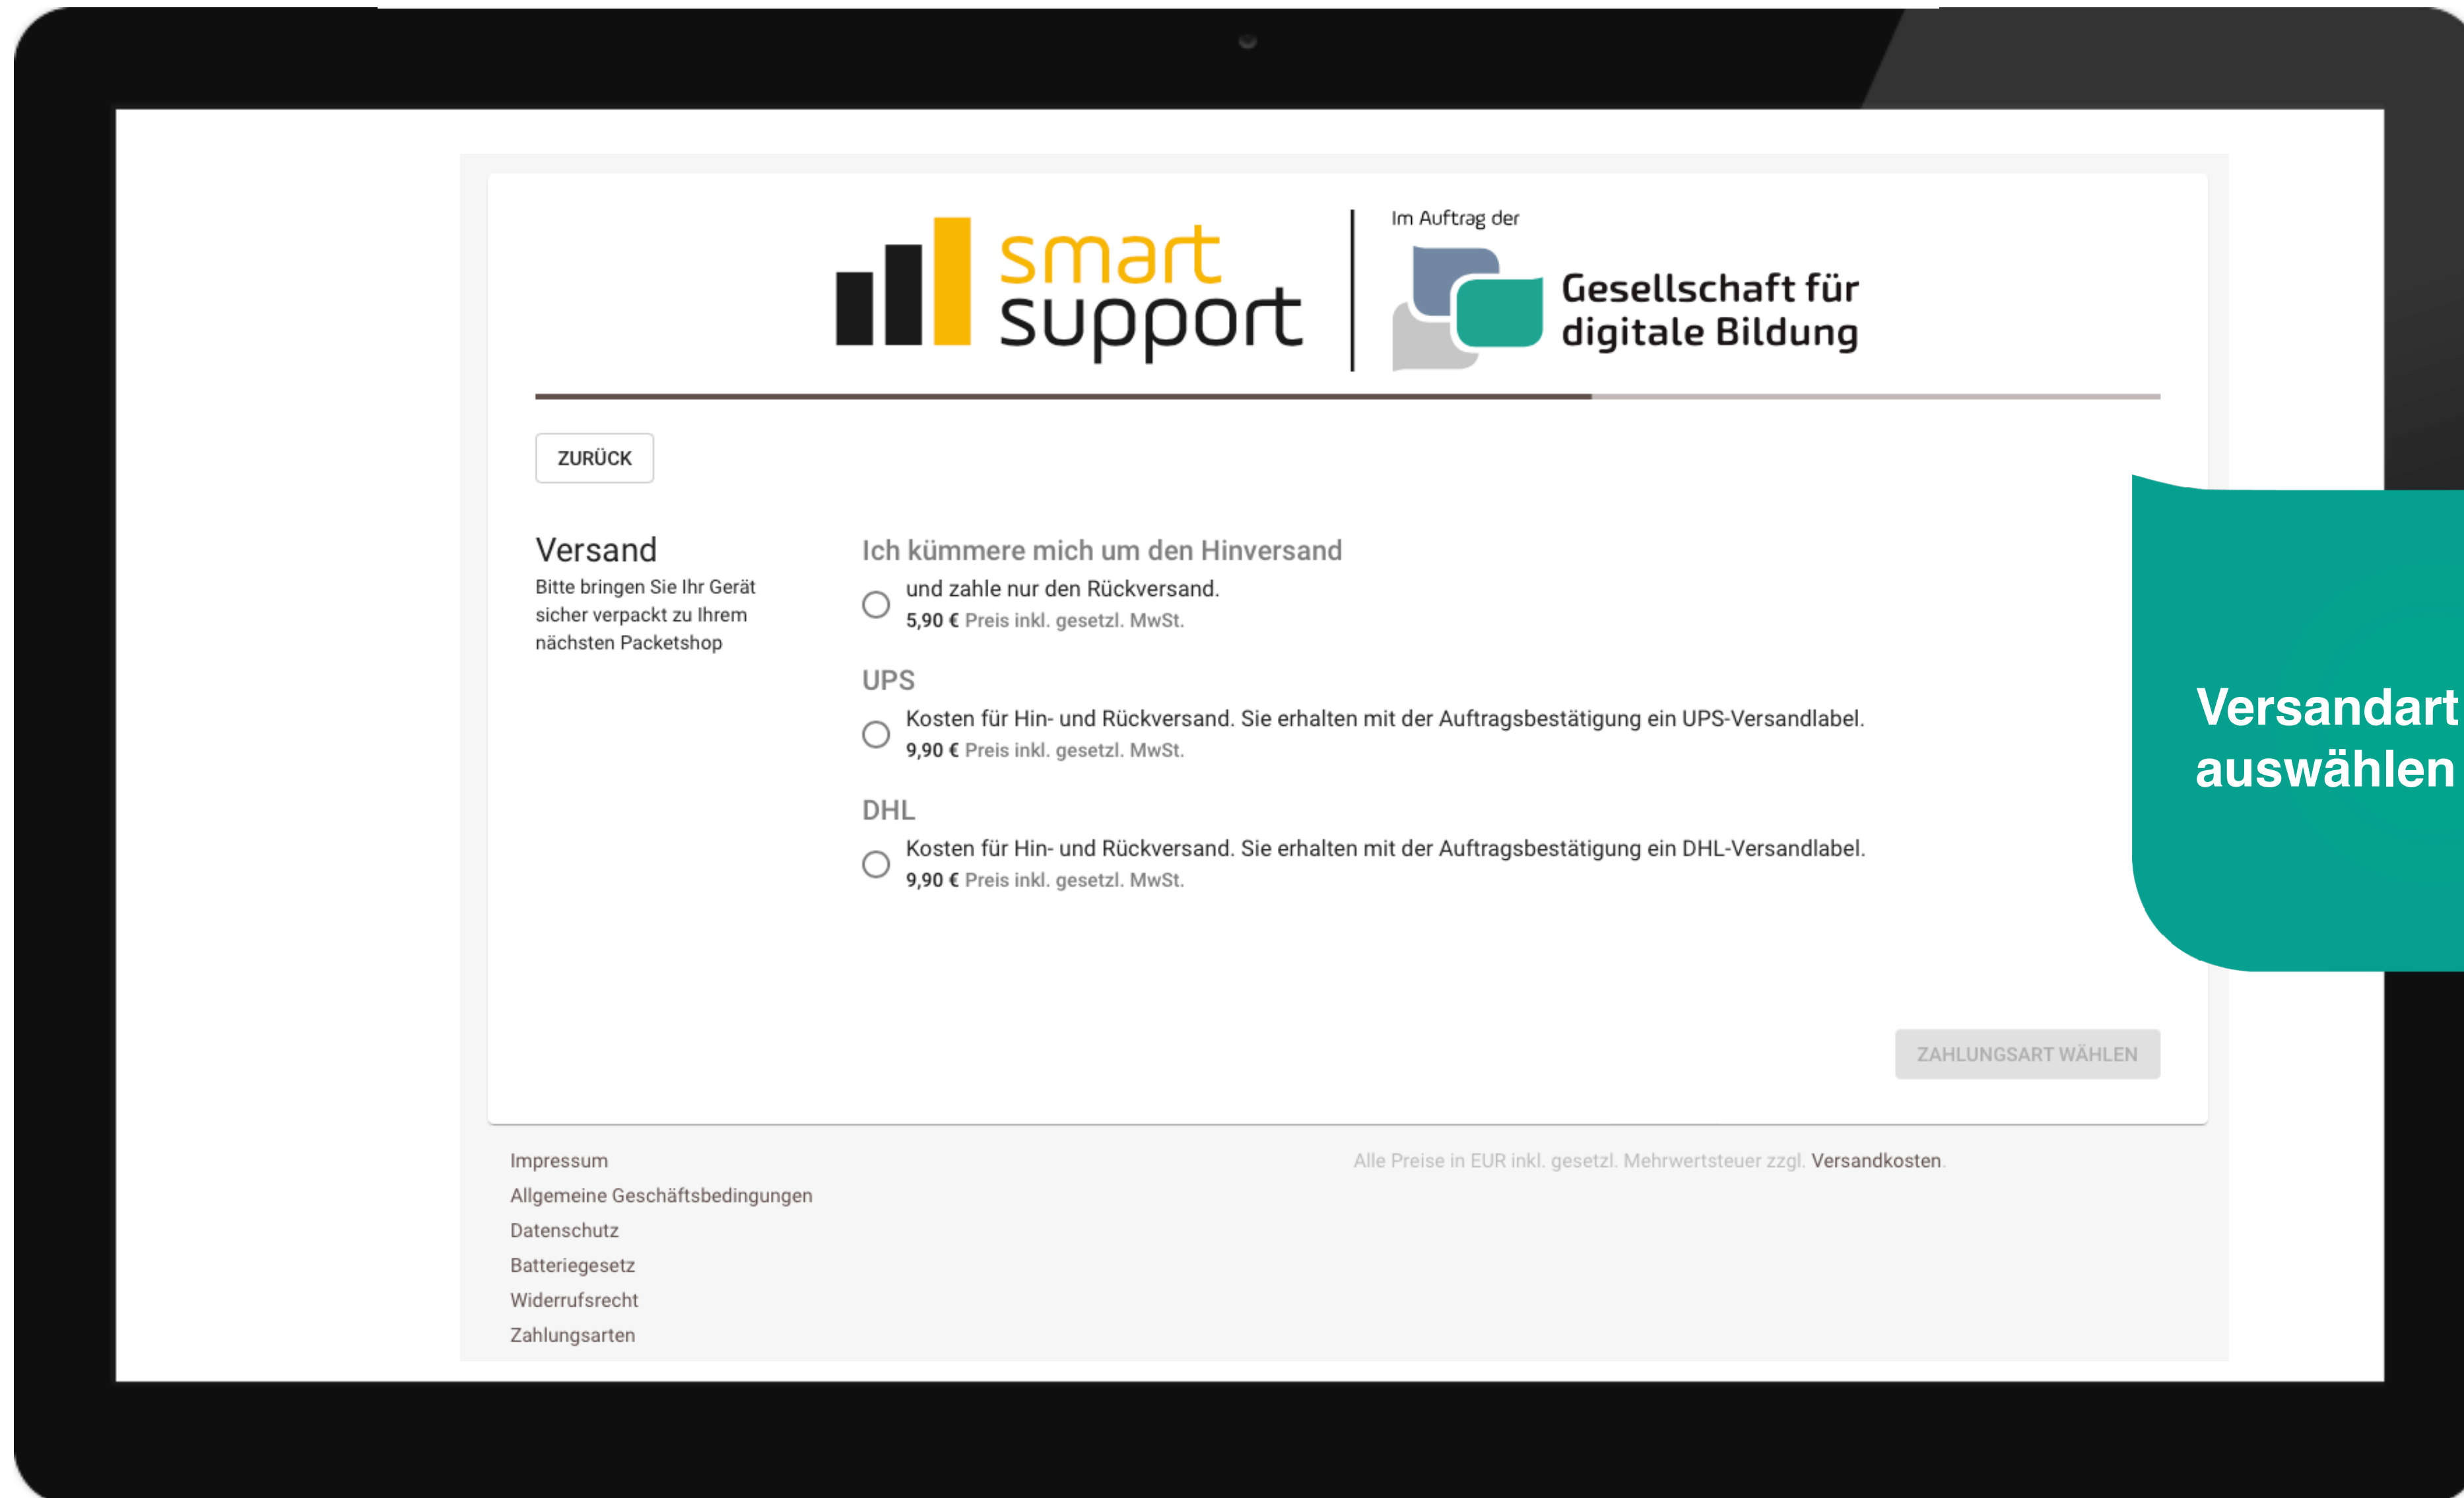 smart
support
Im Auftrag der
Gesellschaft für
digitale Bildung
ZURÜCK
Versand
Bitte bringen Sie Ihr Gerät
sicher verpackt zu Ihrem
nächsten Packetshop
Ich kümmere mich um den Hinversand
und zahle nur den Rückversand.
5,90 € Preis inkl. gesetzl. MwSt.
UPS
Kosten für Hin- und Rückversand. Sie erhalten mit der Auftragsbestätigung ein UPS-Versandlabel.
9,90 € Preis inkl. gesetzl. MwSt.
DHL
Kosten für Hin- und Rückversand. Sie erhalten mit der Auftragsbestätigung ein DHL-Versandlabel.
9,90 € Preis inkl. gesetzl. MwSt.
Versandart
auswählen
ZAHLUNGSART WÄHLEN
Impressum
Allgemeine Geschäftsbedingungen
Datenschutz
Batteriegesetz
Widerrufsrecht
Zahlungsarten
Alle Preise in EUR inkl. gesetzl. Mehrwertsteuer zzgl. Versandkosten.